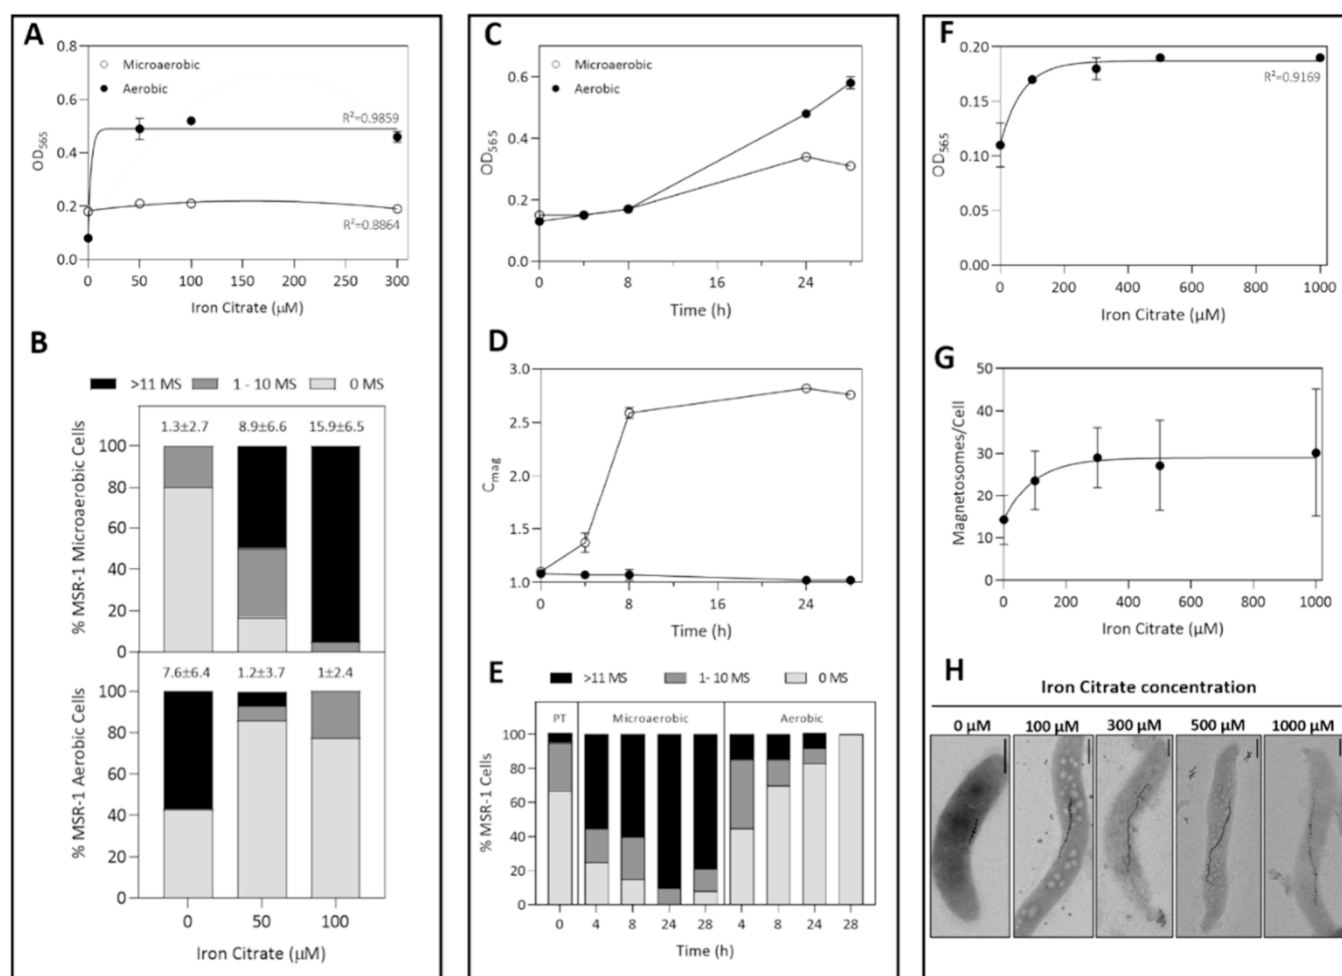 A
0.8
0.6
0.4
0.2
0.0
OD565
Microaerobic
Aerobic
R²=0.9859
R²=0.8864
0 50 100 150 200 250 300
Iron Citrate (μM)
B
>11 MS 1 - 10 MS 0 MS
1.3±2.7 8.9±6.6 15.9±6.5
100
80
60
40
20
0
% MSR-1 Microaerobic Cells
7.6±6.4 1.2±3.7 1±2.4
100
80
60
40
20
0
% MSR-1 Aerobic Cells
0 50 100
Iron Citrate (μM)
C
Microaerobic
Aerobic
0.6
0.4
0.2
0.0
OD565
0 8 16 24
Time (h)
D
3.0
2.5
2.0
1.5
1.0
Cmag
0 8 16 24
Time (h)
E
>11 MS 1- 10 MS 0 MS
PT Microaerobic Aerobic
100
80
60
40
20
0
% MSR-1 Cells
0 4 8 24 28 4 8 24 28
Time (h)
F
0.20
0.15
0.10
0.05
0.00
OD565
R²=0.9169
0 200 400 600 800 1000
Iron Citrate (μM)
G
50
40
30
20
10
0
Magnetosomes/Cell
0 200 400 600 800 1000
Iron Citrate (μM)
H
Iron Citrate concentration
0 μM 100 μM 300 μM 500 μM 1000 μM